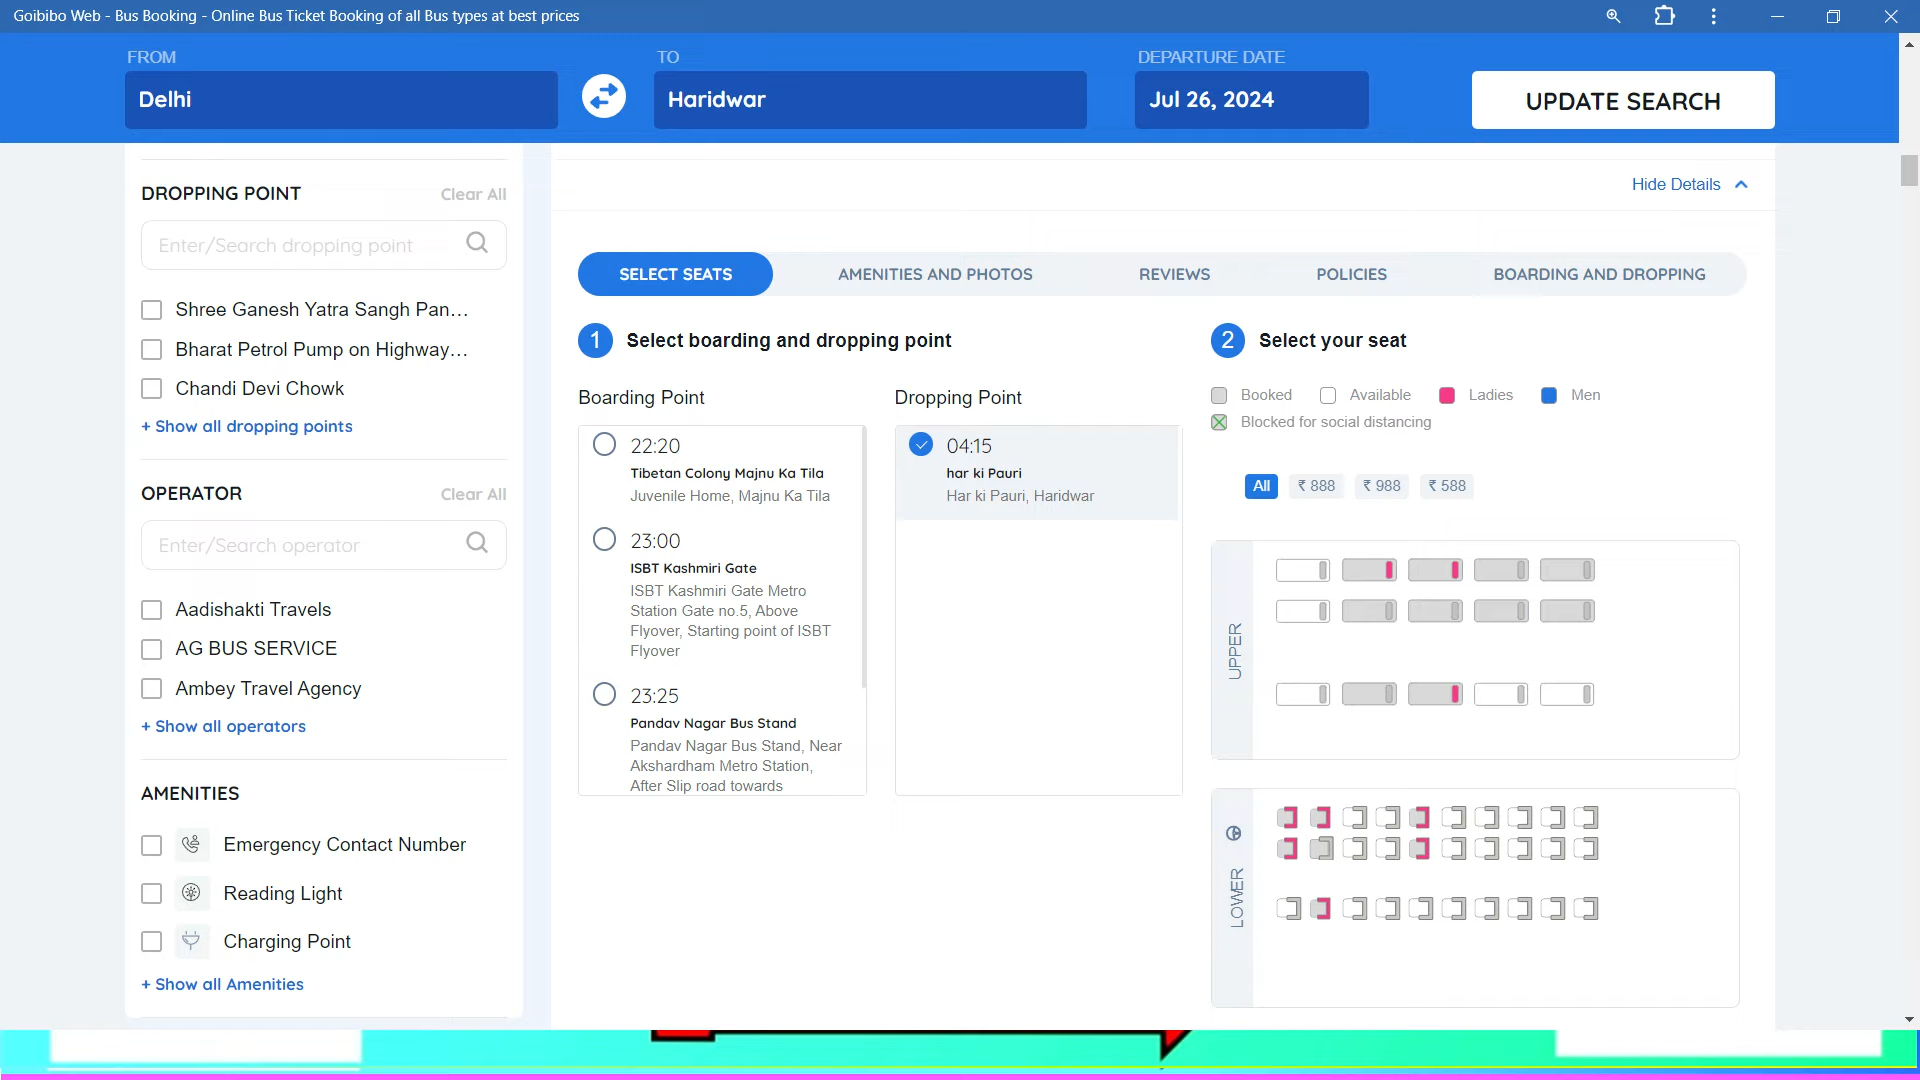 Goibibo Web - Bus Booking - Online Bus Ticket Booking of all Bus types at best prices
FROM
Delhi
TO
Haridwar
DEPARTURE DATE
Jul 26, 2024
UPDATE SEARCH
DROPPING POINT
Clear All
Enter/Search dropping point
Shree Ganesh Yatra Sangh Pan...
Bharat Petrol Pump on Highway...
Chandi Devi Chowk
+ Show all dropping points
OPERATOR
Clear All
Enter/Search operator
Aadishakti Travels
AG BUS SERVICE
Ambey Travel Agency
+ Show all operators
AMENITIES
Emergency Contact Number
Reading Light
Charging Point
+ Show all Amenities
Hide Details
SELECT SEATS
AMENITIES AND PHOTOS
REVIEWS
POLICIES
BOARDING AND DROPPING
1
Select boarding and dropping point
Boarding Point
22:20
Tibetan Colony Majnu Ka Tila
Juvenile Home, Majnu Ka Tila
23:00
ISBT Kashmiri Gate
ISBT Kashmiri Gate Metro
Station Gate no.5, Above
Flyover, Starting point of ISBT
Flyover
23:25
Pandav Nagar Bus Stand
Pandav Nagar Bus Stand, Near
Akshardham Metro Station,
After Slip road towards
Dropping Point
04:15
har ki Pauri
Har ki Pauri, Haridwar
2
Select your seat
Booked
Available
Ladies
Men
Blocked for social distancing
All
₹ 888
₹ 988
₹ 588
UPPER
LOWER